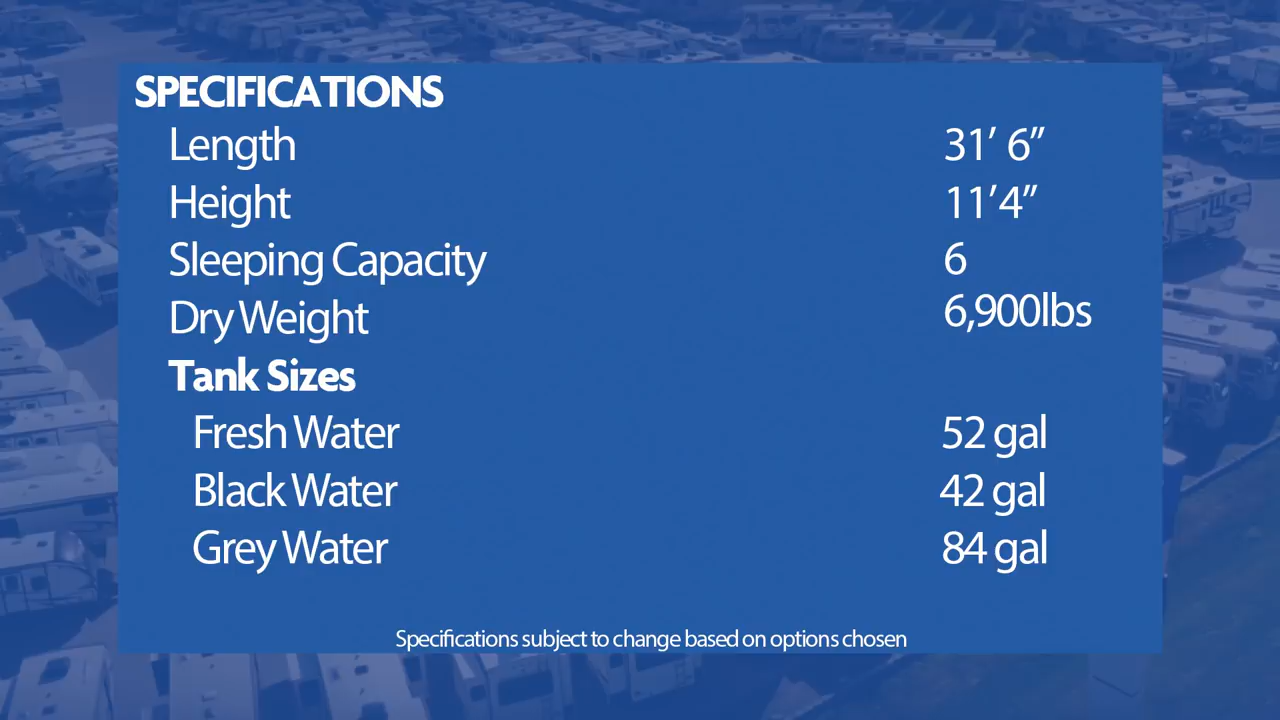 SPECIFICATIONS
Length 31’ 6”
Height 11’4”
Sleeping Capacity 6
Dry Weight 6,900lbs
Tank Sizes
Fresh Water 52 gal
Black Water 42 gal
Grey Water 84 gal
Specifications subject to change based on options chosen